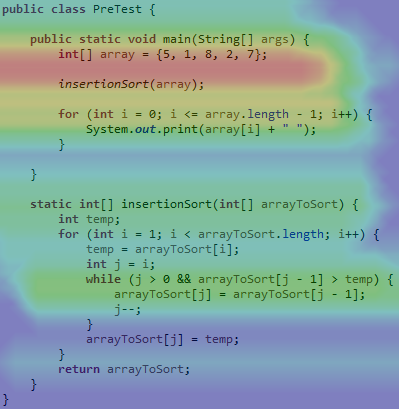 public class PreTest {
    public static void main(String[] args) {
        int[] array = {5, 1, 8, 2, 7};
        insertionSort(array);
        for (int i = 0; i <= array.length - 1; i++) {
            System.out.print(array[i] + " ");
        }
    }
    static int[] insertionSort(int[] arrayToSort) {
        int temp;
        for (int i = 1; i < arrayToSort.length; i++) {
            temp = arrayToSort[i];
            int j = i;
            while (j > 0 && arrayToSort[j - 1] > temp) {
                arrayToSort[j] = arrayToSort[j - 1];
                j--;
            }
            arrayToSort[j] = temp;
        }
        return arrayToSort;
    }
}